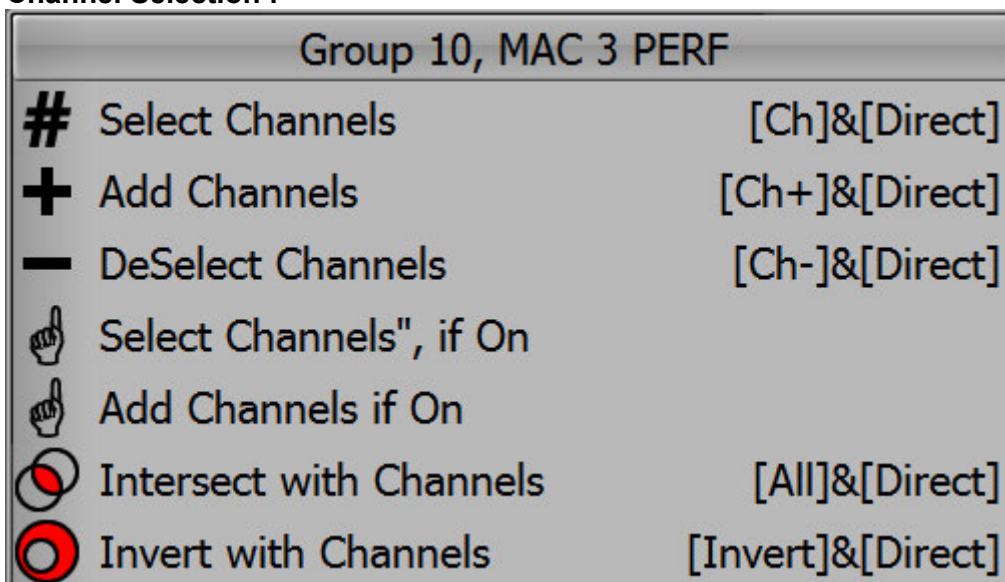 Group 10, MAC 3 PERF
# Select Channels [Ch]&[Direct]
+ Add Channels [Ch+]&[Direct]
− DeSelect Channels [Ch-]&[Direct]
Select Channels", if On
Add Channels if On
Intersect with Channels [All]&[Direct]
Invert with Channels [Invert]&[Direct]